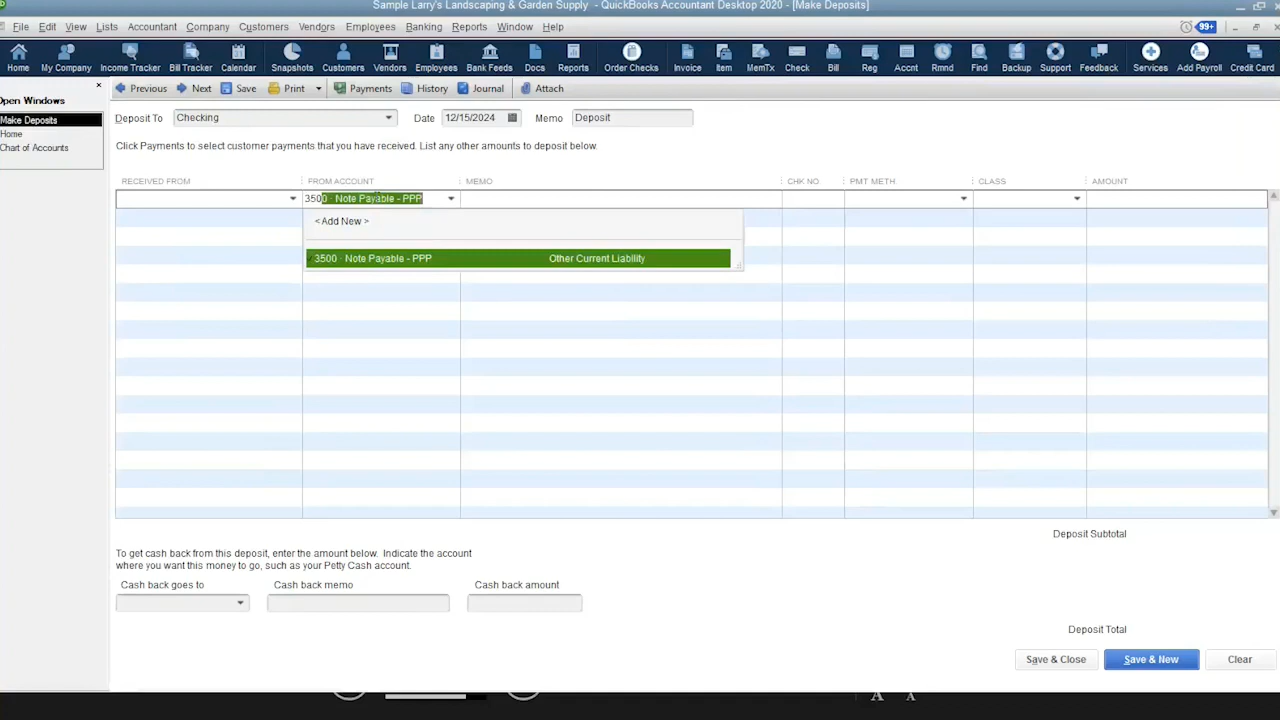 Sample Larry's Landscaping & Garden Supply - QuickBooks Accountant Desktop 2020 - [Make Deposits]
File Edit View Lists Accountant Company Customers Vendors Employees Banking Reports Window Help
99+
Home My Company Income Tracker Bill Tracker Calendar Snapshots Customers Vendors Employees Bank Feeds Docs Reports Order Checks Invoice Item MemTx Check Bill Reg Accnt Rmnd Find Backup Support Feedback Services Add Payroll Credit Card
Previous Next Save Print Payments History Journal Attach
Open Windows ×
Make Deposits
Home
Chart of Accounts
Deposit To Checking Date 12/15/2024 Memo Deposit
Click Payments to select customer payments that you have received. List any other amounts to deposit below.
RECEIVED FROM FROM ACCOUNT MEMO CHK NO. PMT METH. CLASS AMOUNT
3500 · Note Payable - PPP
< Add New >
✓ 3500 · Note Payable - PPP Other Current Liability
Deposit Subtotal
To get cash back from this deposit, enter the amount below. Indicate the account
where you want this money to go, such as your Petty Cash account.
Cash back goes to Cash back memo Cash back amount
Deposit Total
Save & Close Save & New Clear
A A